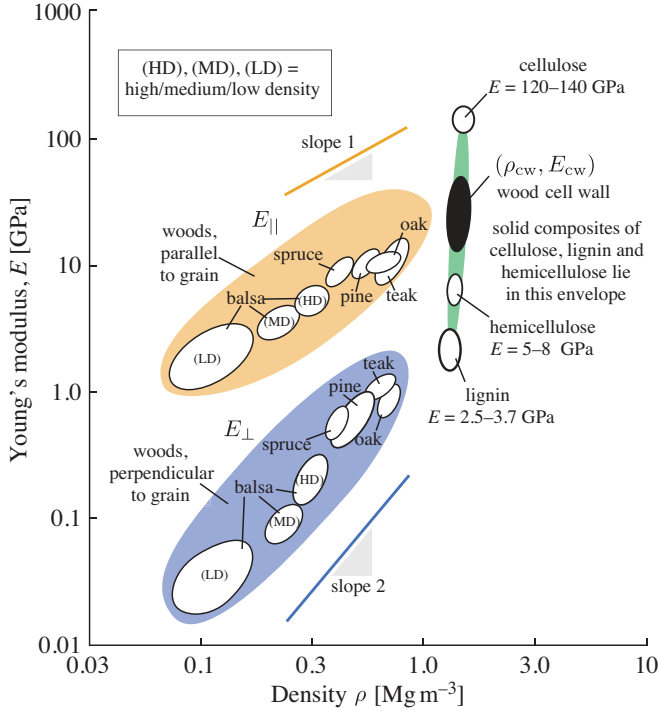 1000
100
10
1.0
0.1
0.01
Young's modulus, E [GPa]
0.03
0.1
0.3
1.0
3.0
10
Density ρ [Mg m⁻³]
(HD), (MD), (LD) =
high/medium/low density
slope 1
woods,
parallel
to grain
E||
spruce
oak
balsa
(HD)
pine
teak
(MD)
(LD)
cellulose
E = 120–140 GPa
(ρcw, Ecw)
wood cell wall
solid composites of
cellulose, lignin and
hemicellulose lie
in this envelope
hemicellulose
E = 5–8 GPa
lignin
E = 2.5–3.7 GPa
teak
pine
E⊥
spruce
oak
woods,
perpendicular
to grain
balsa
(HD)
(MD)
(LD)
slope 2